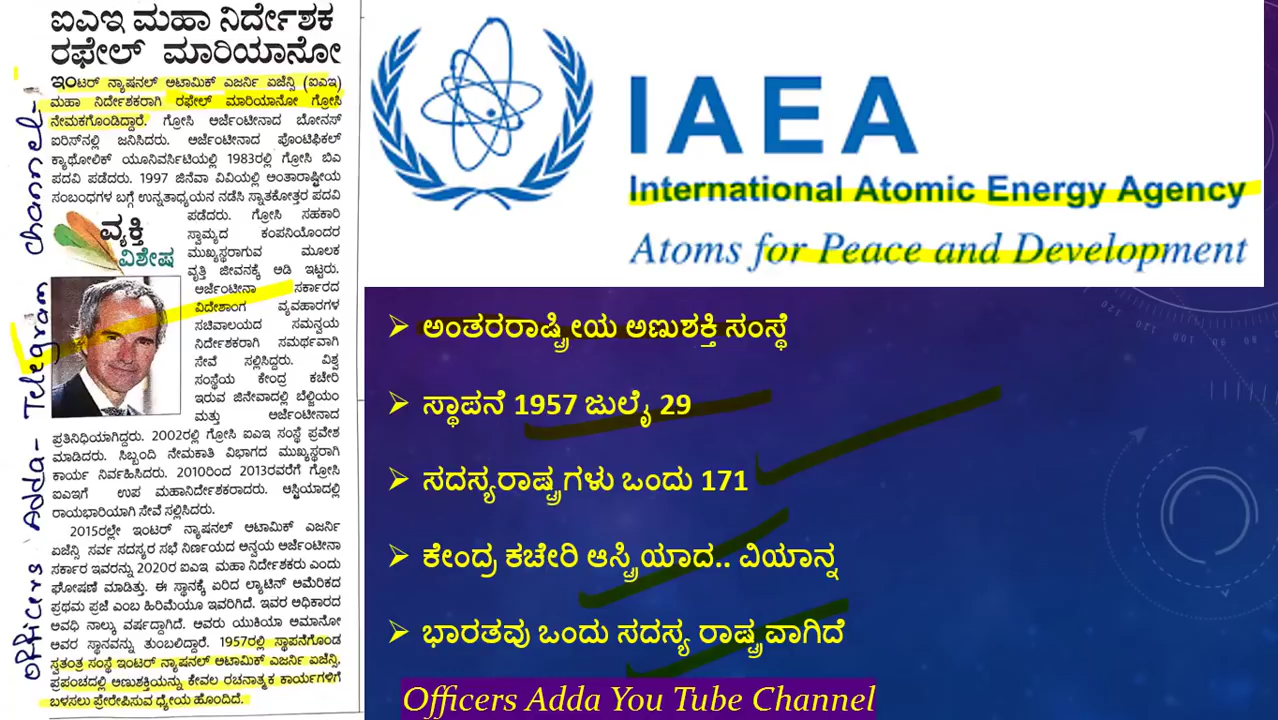 ಐಎಇ ಮಹಾ ನಿರ್ದೇಶಕ
ರಫೇಲ್ ಮಾರಿಯಾನೋ
ಇಂಟರ್ ನ್ಯಾಷನಲ್ ಅಟಾಮಿಕ್ ಎಜರ್ನಿ ಏಜೆನ್ಸಿ (ಐಎಇ)
ಮಹಾ ನಿರ್ದೇಶಕರಾಗಿ ರಫೇಲ್ ಮಾರಿಯಾನೋ ಗ್ರೋಸಿ
ನೇಮಕಗೊಂಡಿದ್ದಾರೆ. ಗ್ರೋಸಿ ಅರ್ಜೆಂಟೀನಾದ ಬೋನಸ್
ಐರಿಸ್‌ನಲ್ಲಿ ಜನಿಸಿದರು. ಅರ್ಜೆಂಟೀನಾದ ಪೊಂಟಿಫಿಕಲ್
ಕ್ಯಾಥೋಲಿಕ್ ಯೂನಿವರ್ಸಿಟಿಯಲ್ಲಿ 1983ರಲ್ಲಿ ಗ್ರೋಸಿ ಬಿಎ
ಪದವಿ ಪಡೆದರು. 1997 ಜಿನೆವಾ ವಿವಿಯಲ್ಲಿ ಅಂತಾರಾಷ್ಟ್ರೀಯ
ಸಂಬಂಧಗಳ ಬಗ್ಗೆ ಉನ್ನತಾಧ್ಯಯನ ನಡೆಸಿ ಸ್ನಾತಕೋತ್ತರ ಪದವಿ
ಪಡೆದರು. ಗ್ರೋಸಿ ಸಹಕಾರಿ
ಸ್ವಾಮ್ಯದ ಕಂಪನಿಯೊಂದರ
ಮುಖ್ಯಸ್ಥರಾಗುವ ಮೂಲಕ
ವೃತ್ತಿ ಜೀವನಕ್ಕೆ ಅಡಿ ಇಟ್ಟರು.
ಅರ್ಜೆಂಟೀನಾ ಸರ್ಕಾರದ
ವಿದೇಶಾಂಗ ವ್ಯವಹಾರಗಳ
ಸಚಿವಾಲಯದ ಸಮನ್ವಯ
ನಿರ್ದೇಶಕರಾಗಿ ಸಮರ್ಥವಾಗಿ
ಸೇವೆ ಸಲ್ಲಿಸಿದ್ದರು. ವಿಶ್ವ
ಸಂಸ್ಥೆಯ ಕೇಂದ್ರ ಕಚೇರಿ
ಇರುವ ಜಿನೇವಾದಲ್ಲಿ ಬೆಲ್ಜಿಯಂ
ಮತ್ತು ಅರ್ಜೆಂಟೀನಾದ
ಪ್ರತಿನಿಧಿಯಾಗಿದ್ದರು. 2002ರಲ್ಲಿ ಗ್ರೋಸಿ ಐಎಇ ಸಂಸ್ಥೆ ಪ್ರವೇಶ
ಮಾಡಿದರು. ಸಿಬ್ಬಂದಿ ನೇಮಕಾತಿ ವಿಭಾಗದ ಮುಖ್ಯಸ್ಥರಾಗಿ
ಕಾರ್ಯ ನಿರ್ವಹಿಸಿದರು. 2010ರಿಂದ 2013ರವರೆಗೆ ಗ್ರೋಸಿ
ಐಎಇಗೆ ಉಪ ಮಹಾನಿರ್ದೇಶಕರಾದರು. ಆಸ್ಟ್ರಿಯಾದಲ್ಲಿ
ರಾಯಭಾರಿಯಾಗಿ ಸೇವೆ ಸಲ್ಲಿಸಿದರು.
2015ರಲ್ಲೇ ಇಂಟರ್ ನ್ಯಾಷನಲ್ ಅಟಾಮಿಕ್ ಎಜರ್ನಿ
ಏಜೆನ್ಸಿ ಸರ್ವ ಸದಸ್ಯರ ಸಭೆ ನಿರ್ಣಯದ ಅನ್ವಯ ಅರ್ಜೆಂಟೀನಾ
ಸರ್ಕಾರ ಇವರನ್ನು 2020ರ ಐಎಇ ಮಹಾ ನಿರ್ದೇಶಕರು ಎಂದು
ಘೋಷಣೆ ಮಾಡಿತ್ತು. ಈ ಸ್ಥಾನಕ್ಕೆ ಏರಿದ ಲ್ಯಾಟಿನ್ ಅಮೆರಿಕದ
ಪ್ರಥಮ ಪ್ರಜೆ ಎಂಬ ಹಿರಿಮೆಯೂ ಇವರಿಗಿದೆ. ಇವರ ಅಧಿಕಾರದ
ಅವಧಿ ನಾಲ್ಕು ವರ್ಷದ್ದಾಗಿದೆ. ಅವರು ಯುಕಿಯಾ ಅಮಾನೋ
ಅವರ ಸ್ಥಾನವನ್ನು ತುಂಬಲಿದ್ದಾರೆ. 1957ರಲ್ಲಿ ಸ್ಥಾಪನೆಗೊಂಡ
ಸ್ವತಂತ್ರ ಸಂಸ್ಥೆ ಇಂಟರ್ ನ್ಯಾಷನಲ್ ಅಟಾಮಿಕ್ ಎಜರ್ನಿ ಏಜೆನ್ಸಿ,
ಪ್ರಪಂಚದಲ್ಲಿ ಅಣುಶಕ್ತಿಯನ್ನು ಕೇವಲ ರಚನಾತ್ಮಕ ಕಾರ್ಯಗಳಿಗೆ
ಬಳಸಲು ಪ್ರೇರೇಪಿಸುವ ಧ್ಯೇಯ ಹೊಂದಿದೆ.
ವ್ಯಕ್ತಿ
ವಿಶೇಷ
Officers Adda- Telegram channel-
IAEA
International Atomic Energy Agency
Atoms for Peace and Development
➢ ಅಂತರರಾಷ್ಟ್ರೀಯ ಅಣುಶಕ್ತಿ ಸಂಸ್ಥೆ
➢ ಸ್ಥಾಪನೆ 1957 ಜುಲೈ 29
➢ ಸದಸ್ಯರಾಷ್ಟ್ರಗಳು ಒಂದು 171
➢ ಕೇಂದ್ರ ಕಚೇರಿ ಆಸ್ಟ್ರಿಯಾದ.. ವಿಯಾನ್ನ
➢ ಭಾರತವು ಒಂದು ಸದಸ್ಯ ರಾಷ್ಟ್ರವಾಗಿದೆ
Officers Adda You Tube Channel